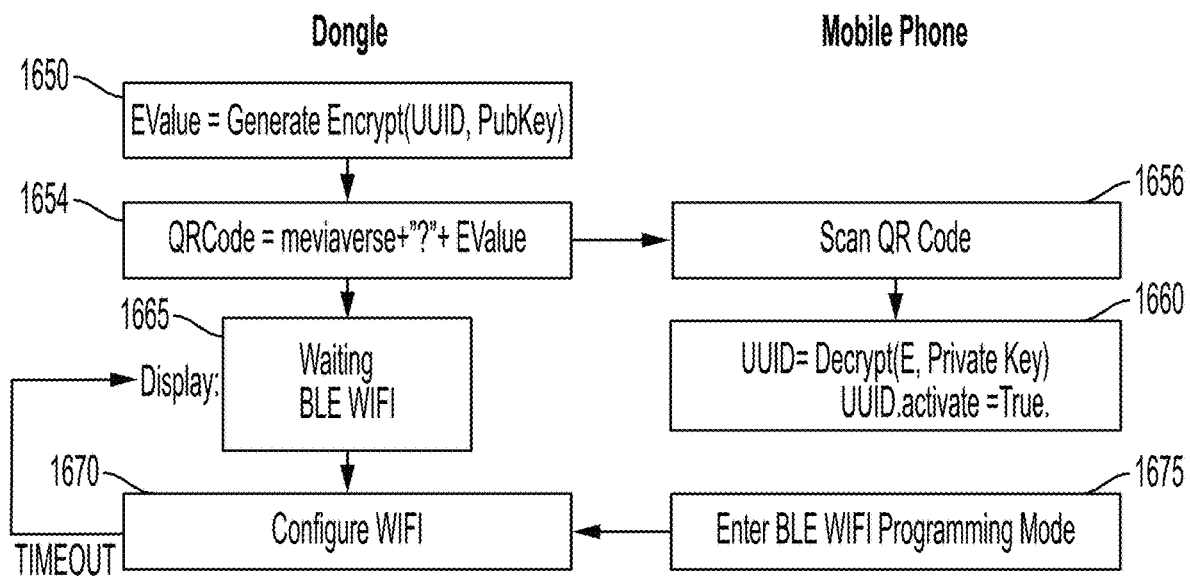 Dongle
Mobile Phone
1650
EValue = Generate Encrypt(UUID, PubKey)
1654
QRCode = meviaverse+"?"+ EValue
1656
Scan QR Code
1660
UUID= Decrypt(E, Private Key)
UUID.activate =True.
1665
Display:
Waiting
BLE WIFI
1670
Configure WIFI
TIMEOUT
1675
Enter BLE WIFI Programming Mode